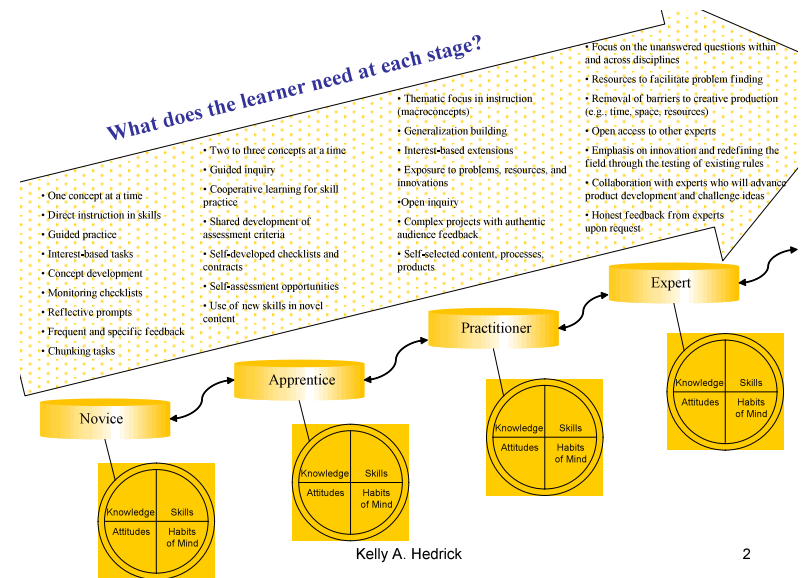 What does the learner need at each stage?
• One concept at a time
• Direct instruction in skills
• Guided practice
• Interest-based tasks
• Concept development
• Monitoring checklists
• Reflective prompts
• Frequent and specific feedback
• Chunking tasks
• Two to three concepts at a time
• Guided inquiry
• Cooperative learning for skill
practice
• Shared development of
assessment criteria
• Self-developed checklists and
contracts
• Self-assessment opportunities
• Use of new skills in novel
content
• Thematic focus in instruction
(macroconcepts)
• Generalization building
• Interest-based extensions
• Exposure to problems, resources, and
innovations
•Open inquiry
• Complex projects with authentic
audience feedback
• Self-selected content, processes,
products
• Focus on the unanswered questions within
and across disciplines
• Resources to facilitate problem finding
• Removal of barriers to creative production
(e.g., time, space, resources)
• Open access to other experts
• Emphasis on innovation and redefining the
field through the testing of existing rules
• Collaboration with experts who will advance
product development and challenge ideas
• Honest feedback from experts
upon request
Novice
Knowledge Skills
Attitudes Habits
of Mind
Apprentice
Knowledge Skills
Attitudes Habits
of Mind
Practitioner
Knowledge Skills
Attitudes Habits
of Mind
Expert
Knowledge Skills
Attitudes Habits
of Mind
Kelly A. Hedrick
2